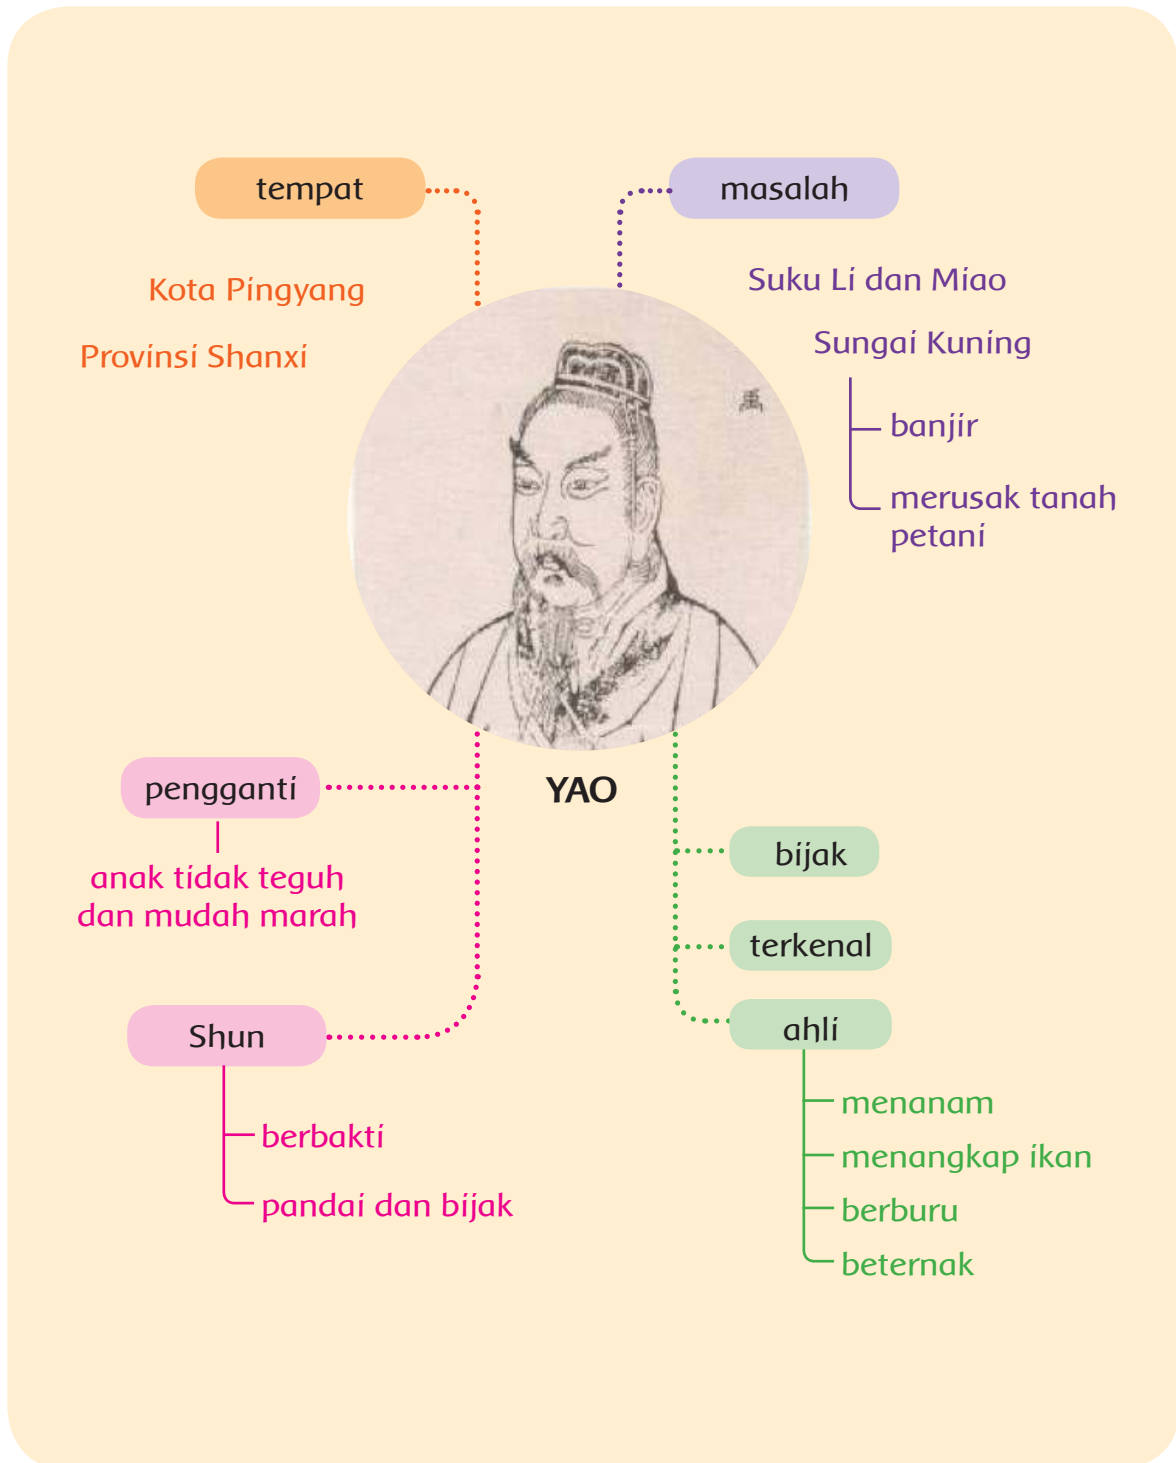 tempat
Kota Pingyang
Provinsi Shanxi
masalah
Suku Li dan Miao
Sungai Kuning
banjir
merusak tanah
petani
YAO
pengganti
anak tidak teguh
dan mudah marah
Shun
berbakti
pandai dan bijak
bijak
terkenal
ahli
menanam
menangkap ikan
berburu
beternak